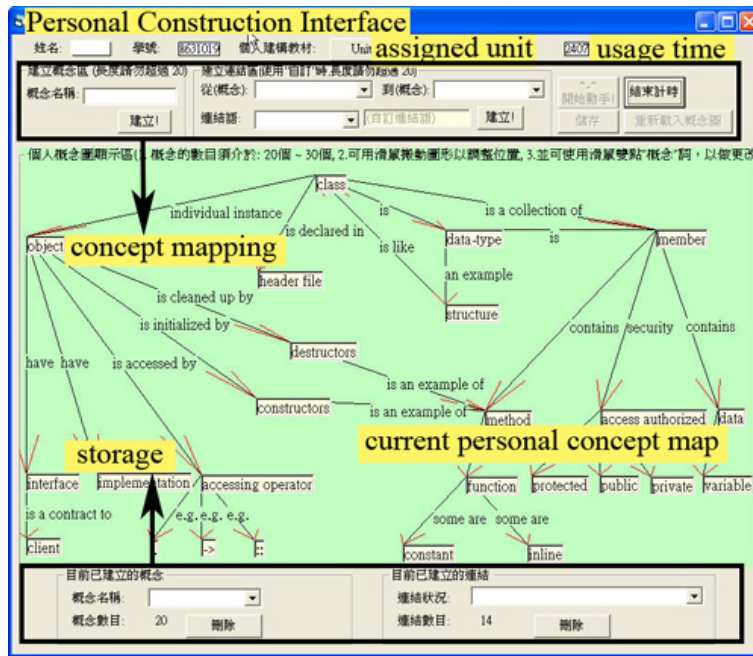 Personal Construction Interface
姓名: 學號: 8631019 個人建構教材: Unit assigned unit 2407 usage time
建立概念區 (長度請勿超過 20) 建立連結區(使用"自訂"時,長度請勿超過 20)
概念名稱: 從(概念): 到(概念): 開始動手! 結束計時
建立! 連結語: (自訂連結語) 建立! 儲存 重新載入概念圖
個人概念圖顯示區(1. 概念的數目須介於: 20個 ~ 30個, 2.可用滑鼠搬動圖形以調整位置, 3.並可使用滑鼠雙點"概念"詞，以做更改
class
individual instance is is a collection of
is declared in
object concept mapping is like data-type is member
header file an example
is cleaned up by structure
is initialized by contains security contains
destructors
have have is accessed by is an example of
constructors is an example of method access authorized data
storage current personal concept map
interface implementation accessing operator function protected public private variable
is a contract to e.g. e.g. e.g. some are some are
client . -> :: constant inline
目前已建立的概念 目前已建立的連結
概念名稱: 連結狀況:
概念數目: 20 刪除 連結數目: 14 刪除